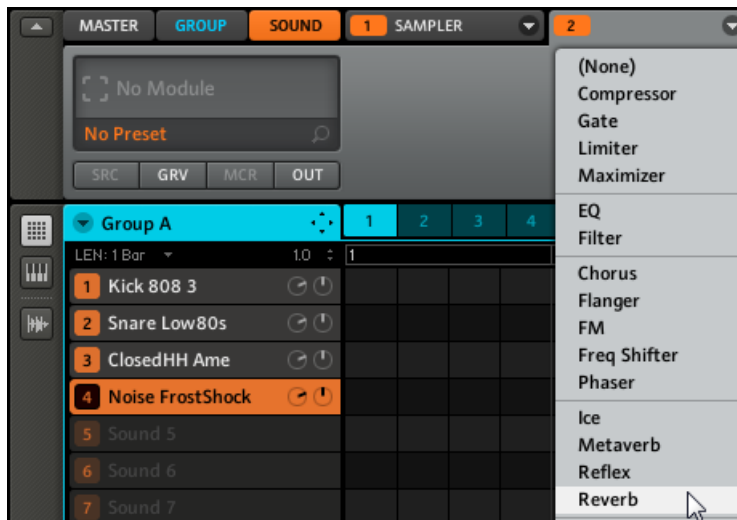 MASTER GROUP SOUND 1 SAMPLER 2
No Module
No Preset
SRC GRV MCR OUT
(None)
Compressor
Gate
Limiter
Maximizer
EQ
Filter
Chorus
Flanger
FM
Freq Shifter
Phaser
Ice
Metaverb
Reflex
Reverb
Group A 1 2 3 4
LEN: 1 Bar 1.0 1
1 Kick 808 3
2 Snare Low80s
3 ClosedHH Ame
4 Noise FrostShock
5 Sound 5
6 Sound 6
7 Sound 7